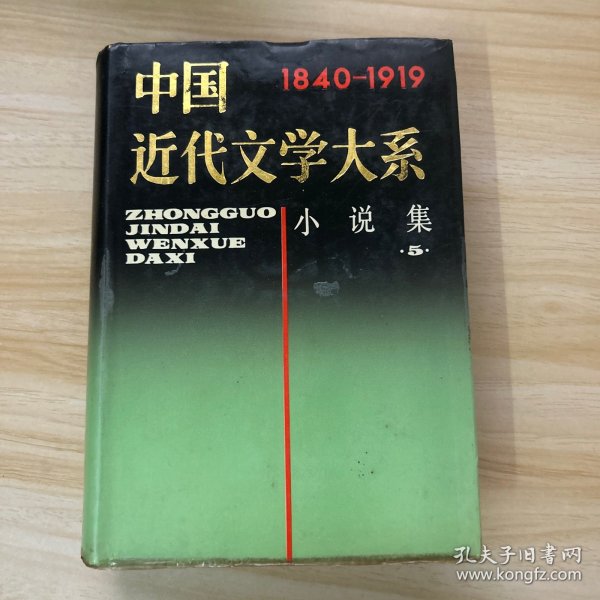 中国
1840-1919
近代文学大系
ZHONGGUO
JINDAI
WENXUE
DAXI
小说集
·5·
孔夫子旧书网
www.kongfz.com